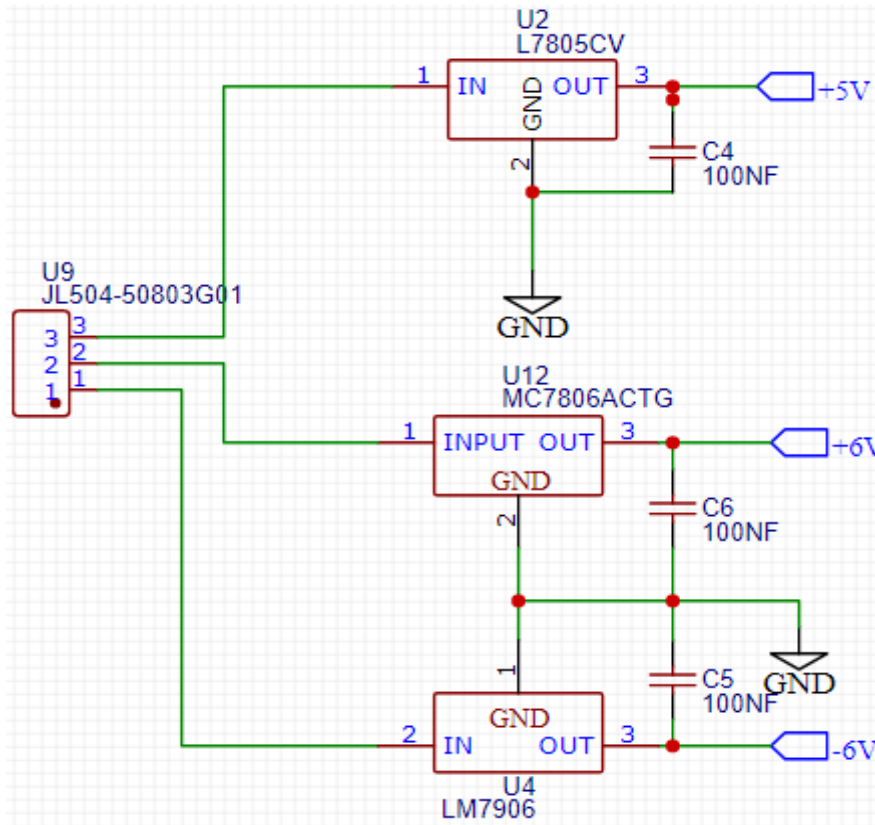 U2
L7805CV
1 IN GND OUT 3 +5V
2
C4
100NF
GND
U9
JL504-50803G01
3 3
2 2
1 1
U12
MC7806ACTG
1 INPUT OUT 3 +6V
GND
2
C6
100NF
GND
C5
100NF
1
GND
2 IN OUT 3 -6V
U4
LM7906